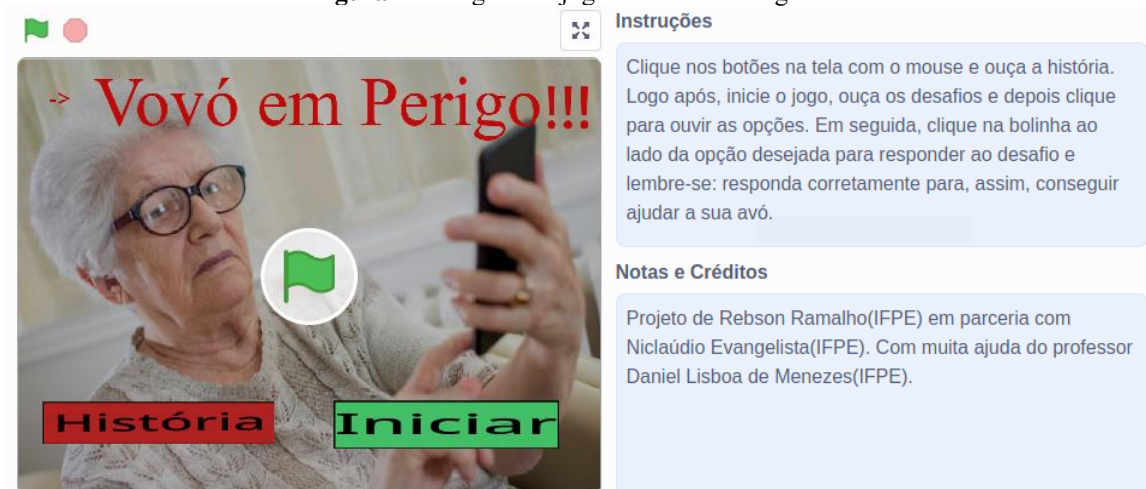 Instruções
-> Vovó em Perigo!!!
História
Iniciar
Clique nos botões na tela com o mouse e ouça a história.
Logo após, inicie o jogo, ouça os desafios e depois clique
para ouvir as opções. Em seguida, clique na bolinha ao
lado da opção desejada para responder ao desafio e
lembre-se: responda corretamente para, assim, conseguir
ajudar a sua avó.
Notas e Créditos
Projeto de Rebson Ramalho(IFPE) em parceria com
Niclaúdio Evangelista(IFPE). Com muita ajuda do professor
Daniel Lisboa de Menezes(IFPE).